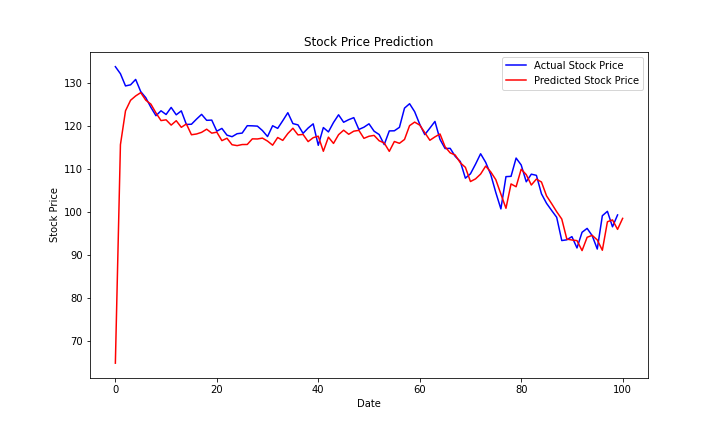 Stock Price Prediction
Actual Stock Price
Predicted Stock Price
Stock Price
130
120
110
100
90
80
70
0
20
40
60
80
100
Date